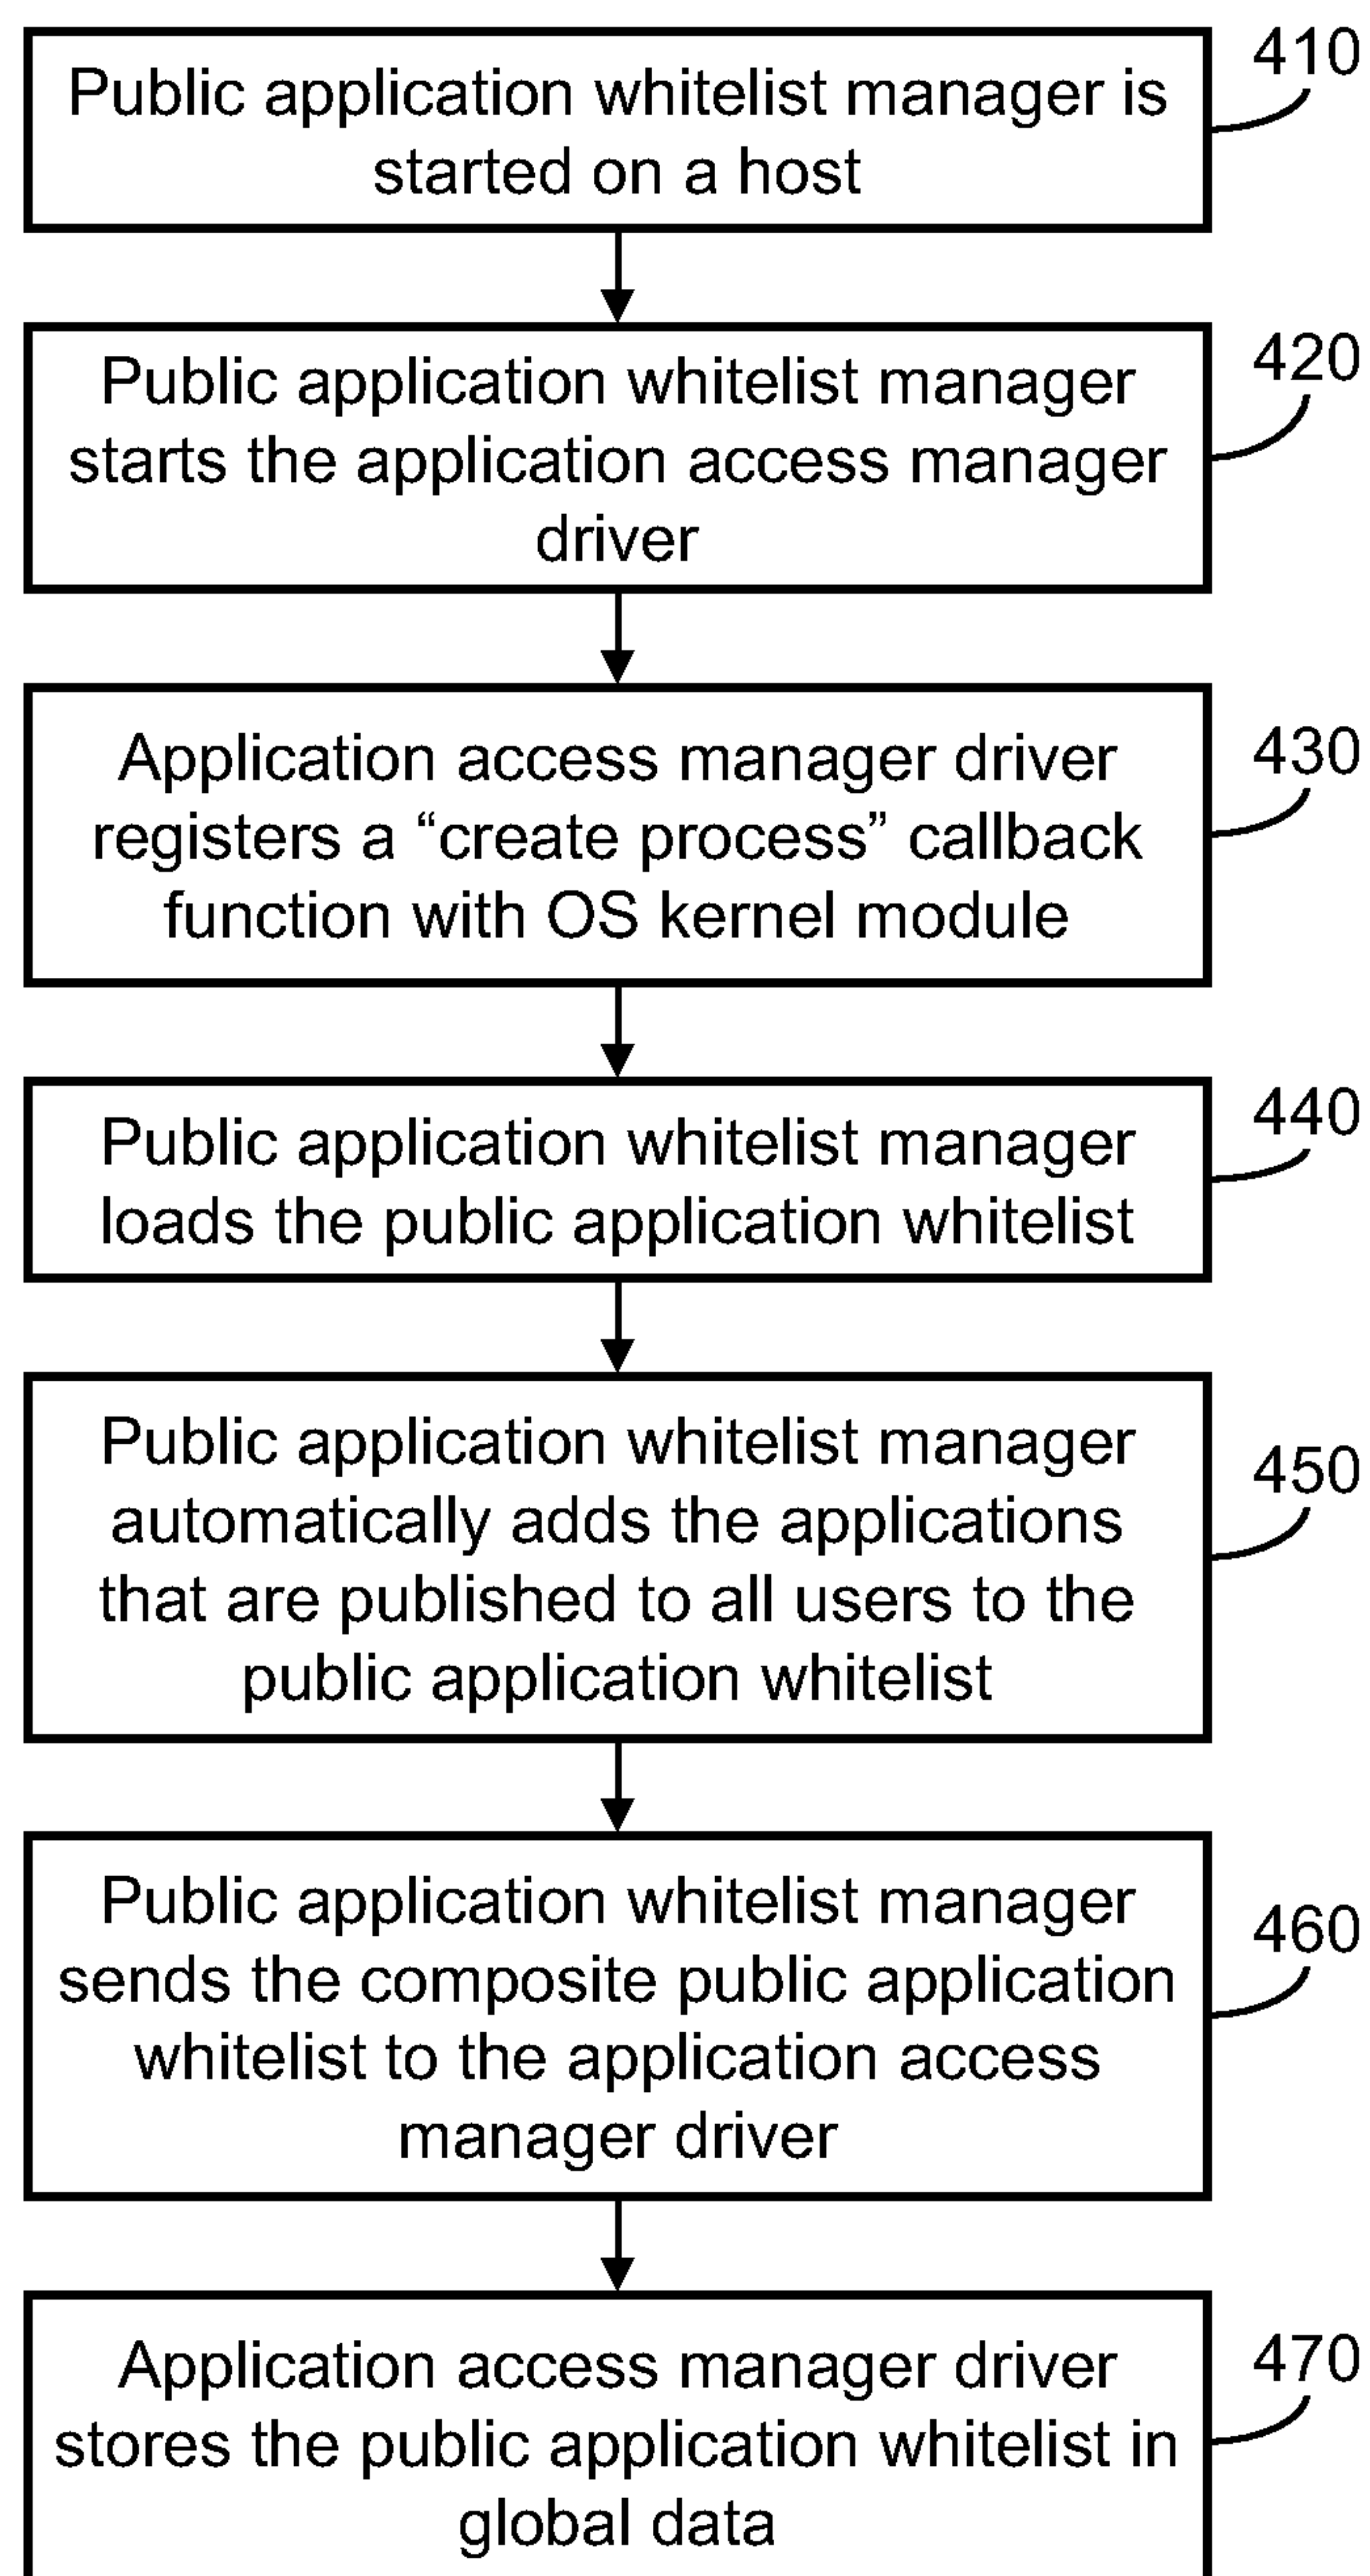 Public application whitelist manager is
started on a host
410
Public application whitelist manager
starts the application access manager
driver
420
Application access manager driver
registers a “create process” callback
function with OS kernel module
430
Public application whitelist manager
loads the public application whitelist
440
Public application whitelist manager
automatically adds the applications
that are published to all users to the
public application whitelist
450
Public application whitelist manager
sends the composite public application
whitelist to the application access
manager driver
460
Application access manager driver
stores the public application whitelist in
global data
470